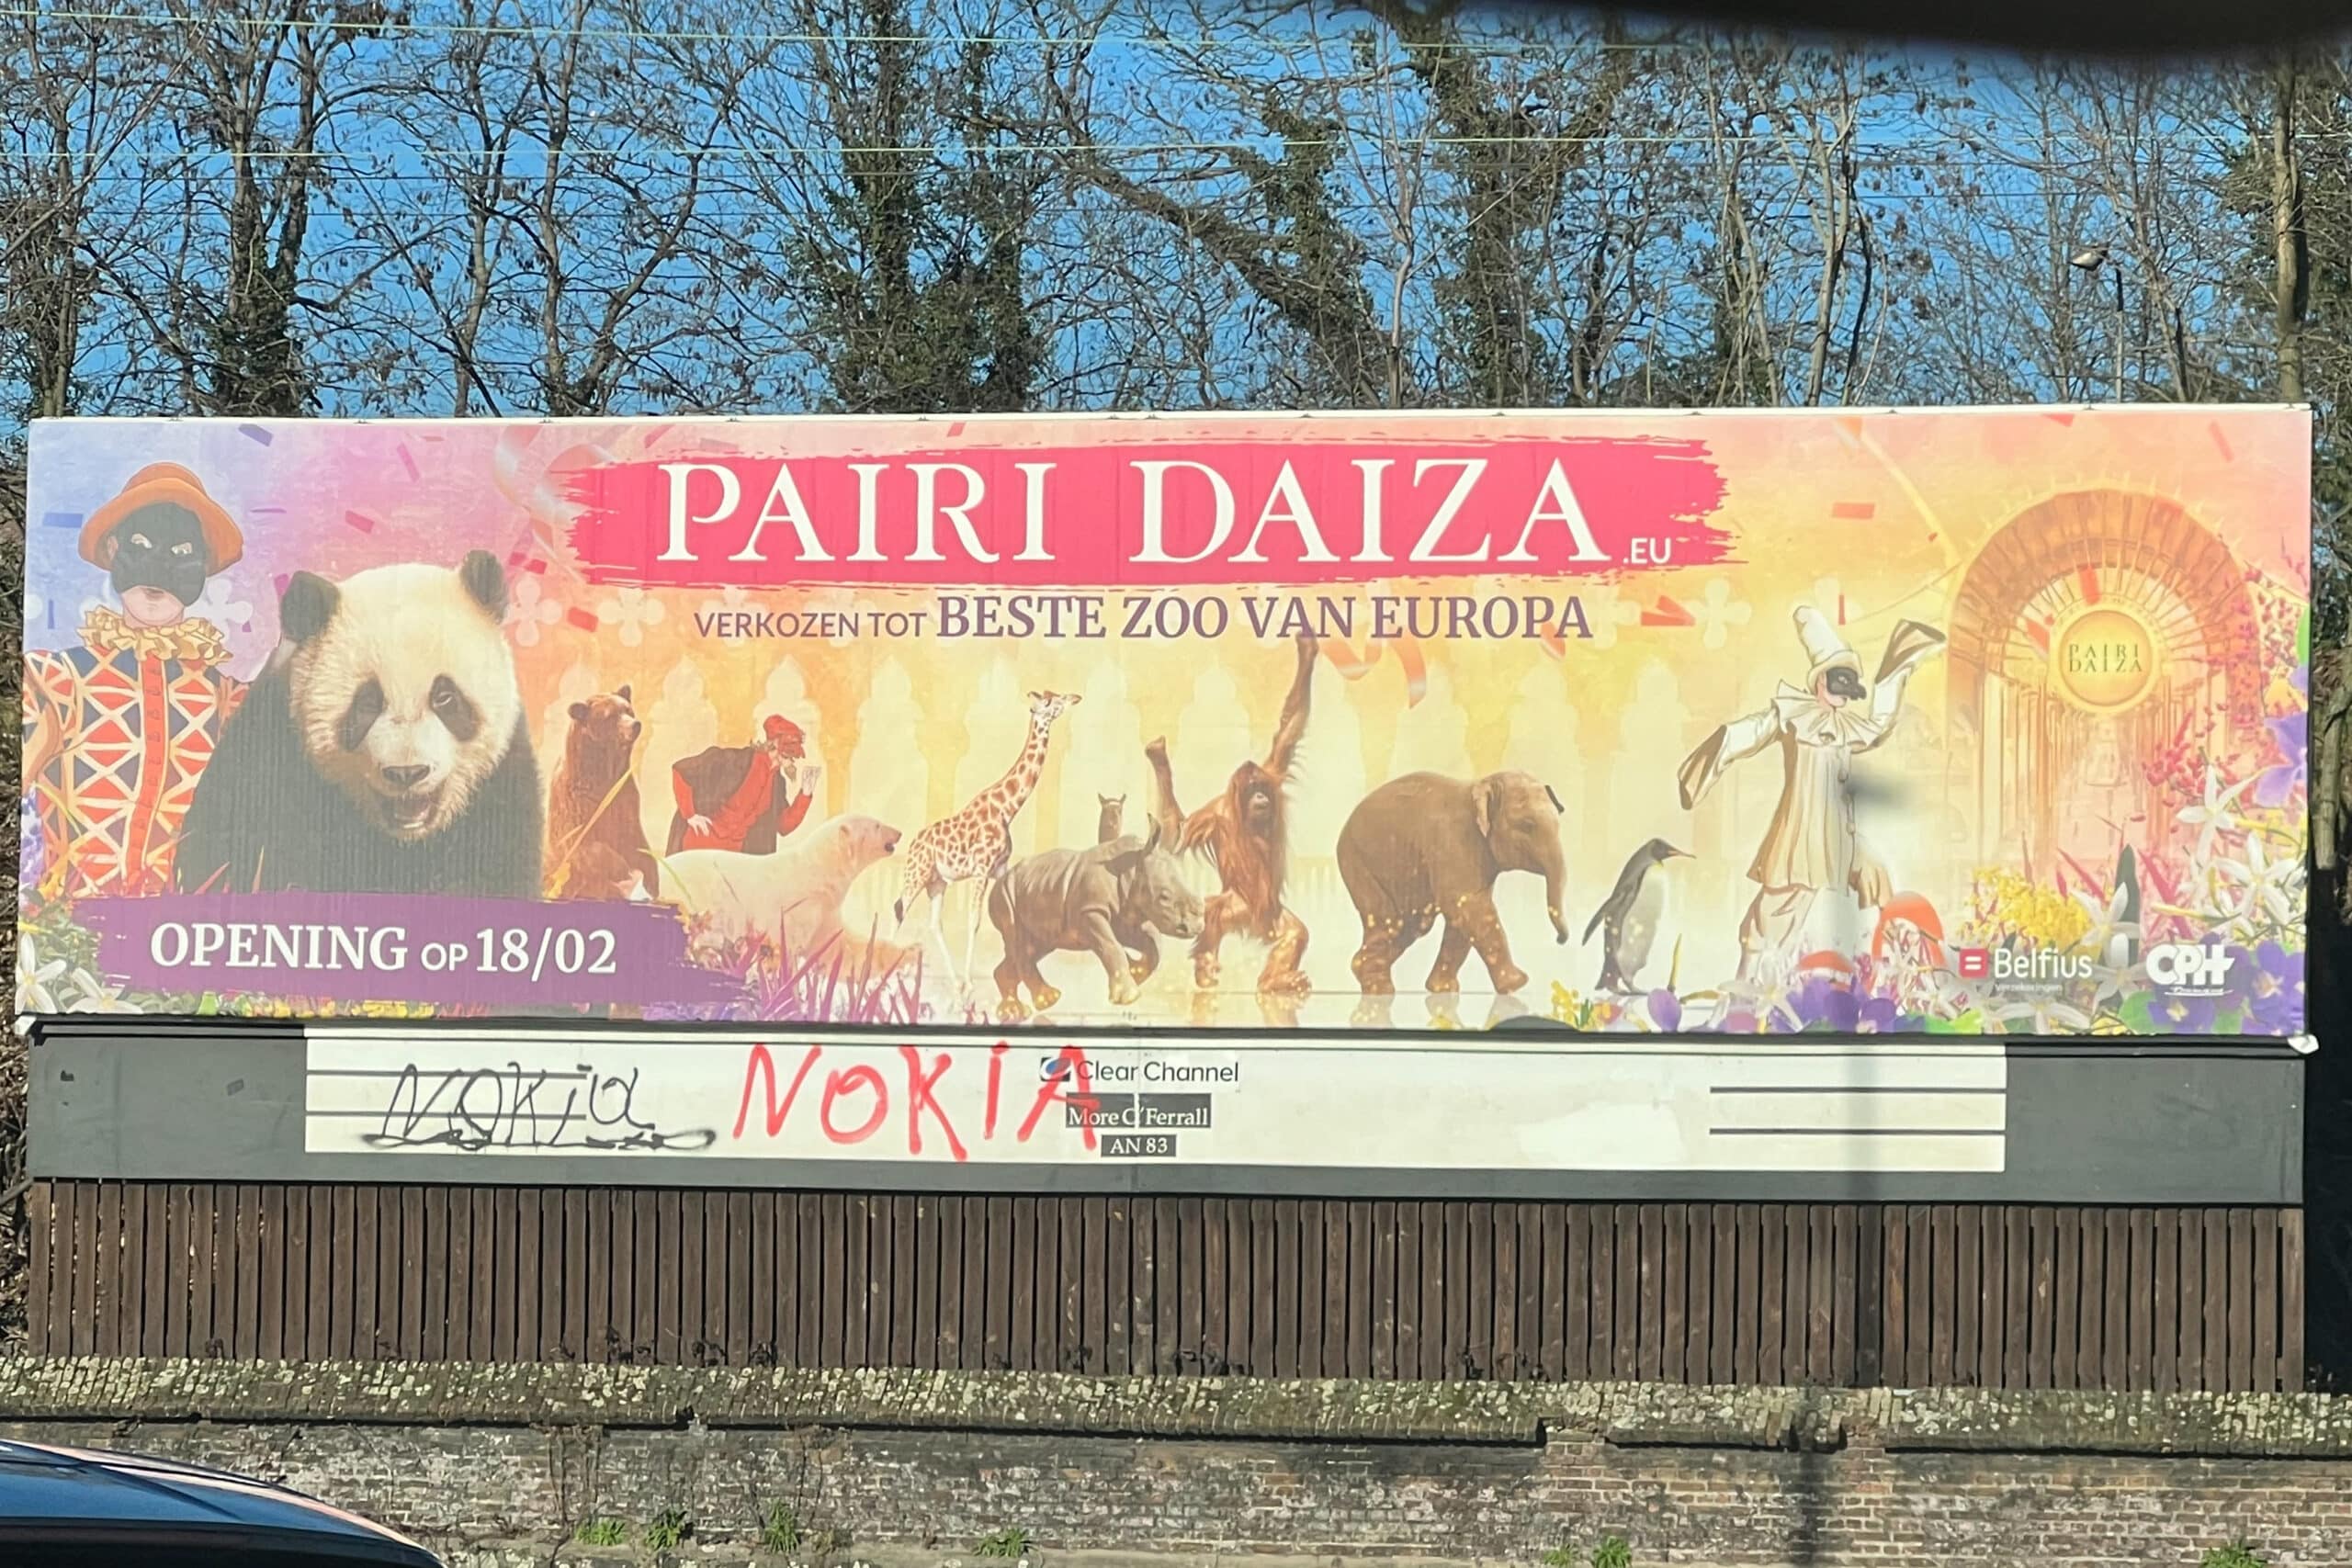 PAIRI DAIZA.EU
VERKOZEN TOT BESTE ZOO VAN EUROPA
PAIRI
DAIZA
OPENING OP 18/02
Belfius
Verzekeringen
CPH
NOKia
NOKiA
Clear Channel
More O'Ferrall
AN 83